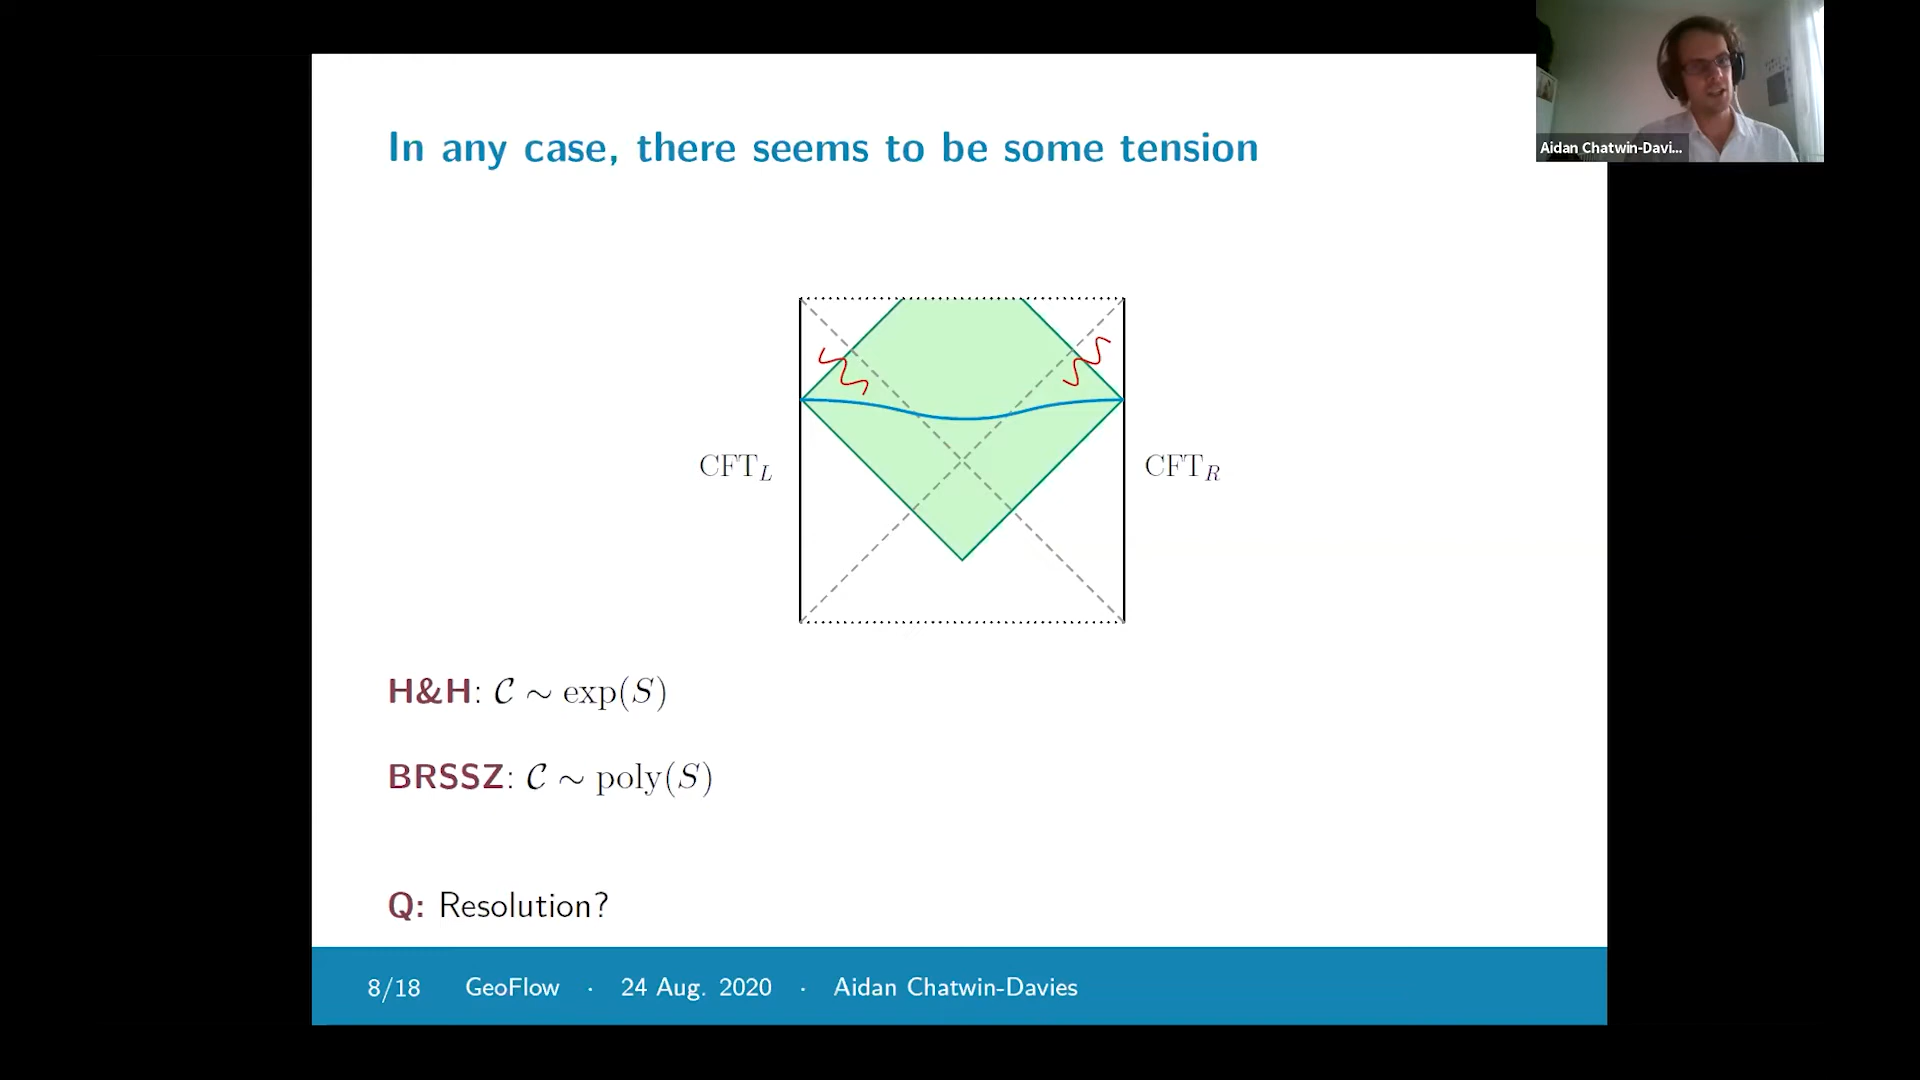 In any case, there seems to be some tension
Aidan Chatwin-Davi...
CFT_L
CFT_R
H&H: 𝒞 ∼ exp(S)
BRSSZ: 𝒞 ∼ poly(S)
Q: Resolution?
8/18 GeoFlow · 24 Aug. 2020 · Aidan Chatwin-Davies